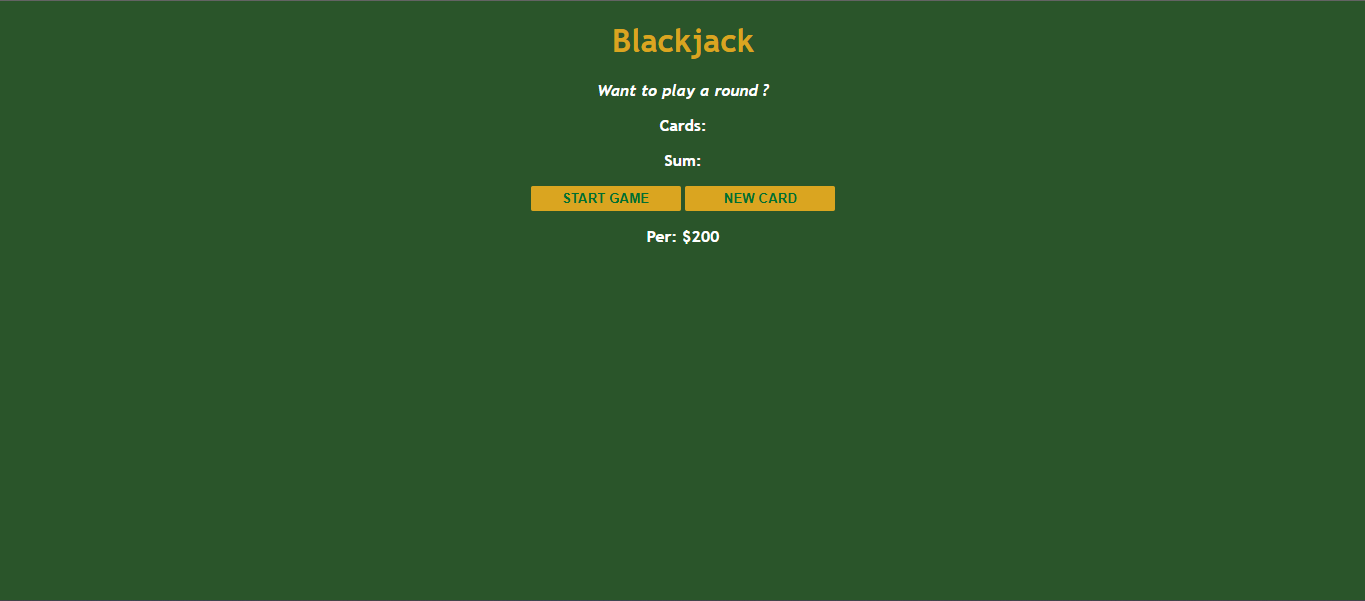 Blackjack
Want to play a round ?
Cards:
Sum:
START GAME NEW CARD
Per: $200